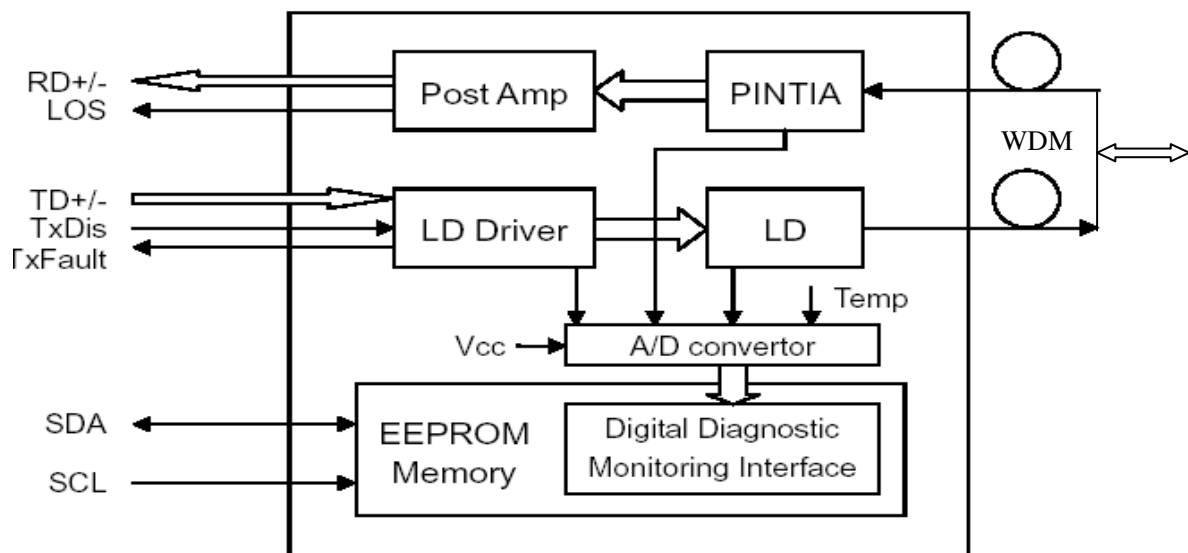 RD+/-
LOS
Post Amp
PINTIA
WDM
TD+/-
TxDis
TxFault
LD Driver
LD
Temp
Vcc
A/D convertor
SDA
SCL
EEPROM
Memory
Digital Diagnostic
Monitoring Interface